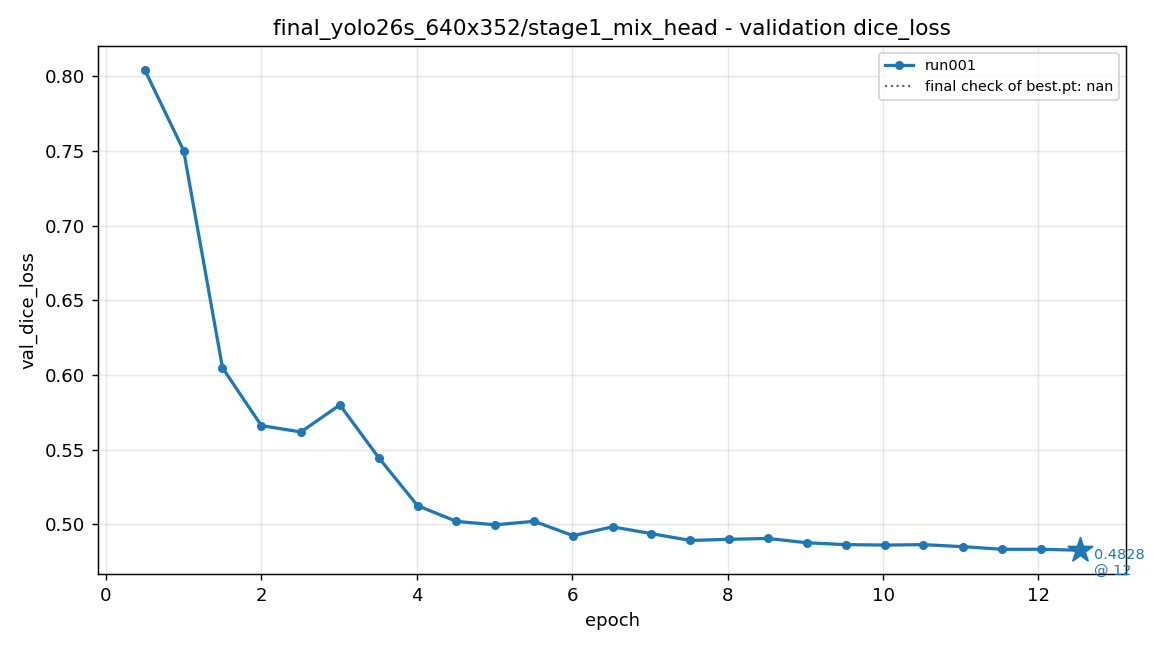 final_yolo26s_640x352/stage1_mix_head - validation dice_loss
run001
final check of best.pt: nan
val_dice_loss
0.80
0.75
0.70
0.65
0.60
0.55
0.50
0.4828
@ 12
0 2 4 6 8 10 12
epoch